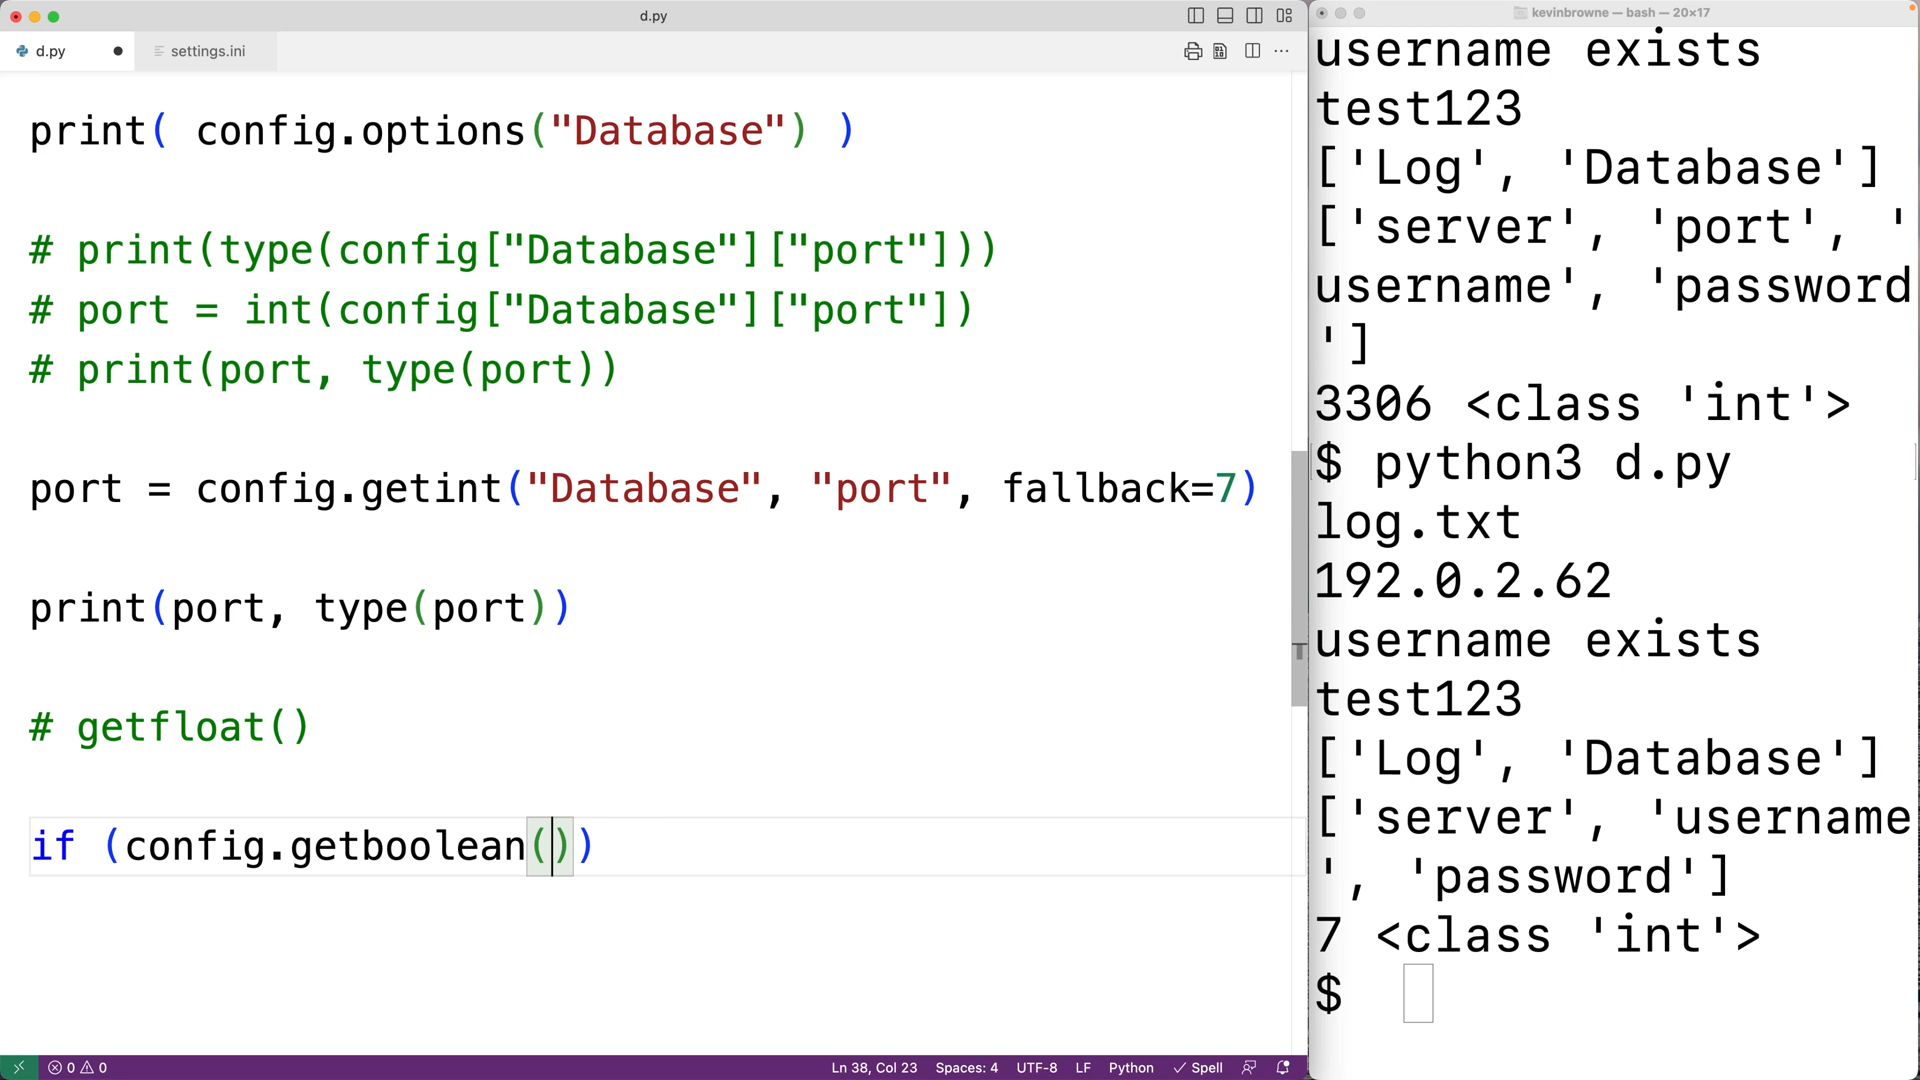 d.py
d.py
settings.ini
print( config.options("Database") )
# print(type(config["Database"]["port"]))
# port = int(config["Database"]["port"])
# print(port, type(port))
port = config.getint("Database", "port", fallback=7)
print(port, type(port))
# getfloat()
if (config.getboolean())
0 0
Ln 38, Col 23 Spaces: 4 UTF-8 LF Python Spell
kevinbrowne — bash — 20×17
username exists
test123
['Log', 'Database']
['server', 'port', '
username', 'password
']
3306 <class 'int'>
$ python3 d.py
log.txt
192.0.2.62
username exists
test123
['Log', 'Database']
['server', 'username
', 'password']
7 <class 'int'>
$